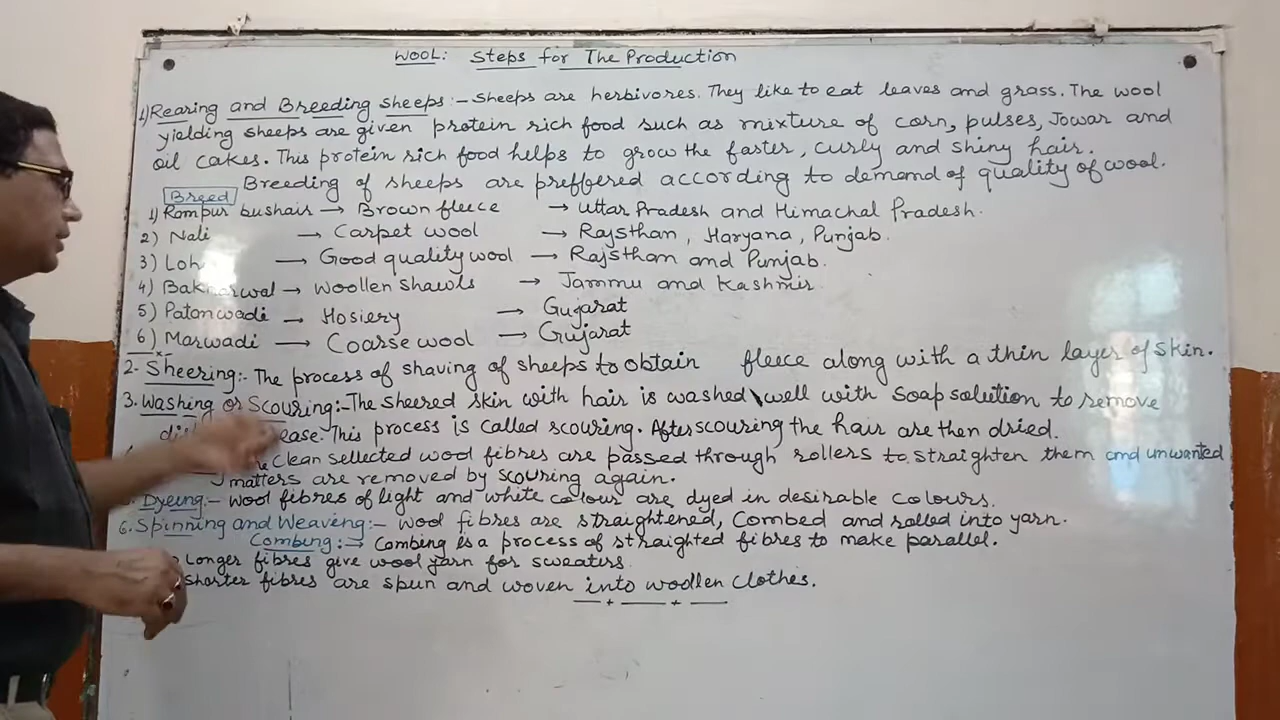 WOOL: Steps for The Production
1) Rearing and Breeding sheeps:- Sheeps are herbivores. They like to eat leaves and grass. The wool
yielding sheeps are given protein rich food such as mixture of corn, pulses, Jowar and
oil cakes. This protein rich food helps to grow the faster, curly and shiny hair.
Breeding of sheeps are preffered according to demand of quality of wool.
Breed
1) Rampur bushair → Brown fleece → Uttar Pradesh and Himachal Pradesh.
2) Nali → Carpet wool → Rajsthan, Haryana, Punjab.
3) Loh → Good quality wool → Rajsthan and Punjab.
4) Bakharwal → Woollen Shawls → Jammu and Kashmir.
5) Patanwadi → Hosiery → Gujarat
6) Marwadi → Coarse wool → Gujarat
2. Sheering:- The process of shaving of sheeps to obtain fleece along with a thin layer of Skin.
3. Washing or Scouring:- The sheered skin with hair is washed well with Soap solution to remove
This process is called scouring. After scouring the hair are then dried.
Clean selected wool fibres are passed through rollers to straighten them and unwanted
matters are removed by scouring again.
Dyeing:- Wool fibres of light and white colour are dyed in desirable colours.
6. Spinning and Weaving:- Wool fibres are straightened, Combed and rolled into yarn.
Combing:→ Combing is a process of straighted fibres to make parallel.
Longer fibres give wool yarn for sweaters.
Shorter fibres are spun and woven into woollen clothes.